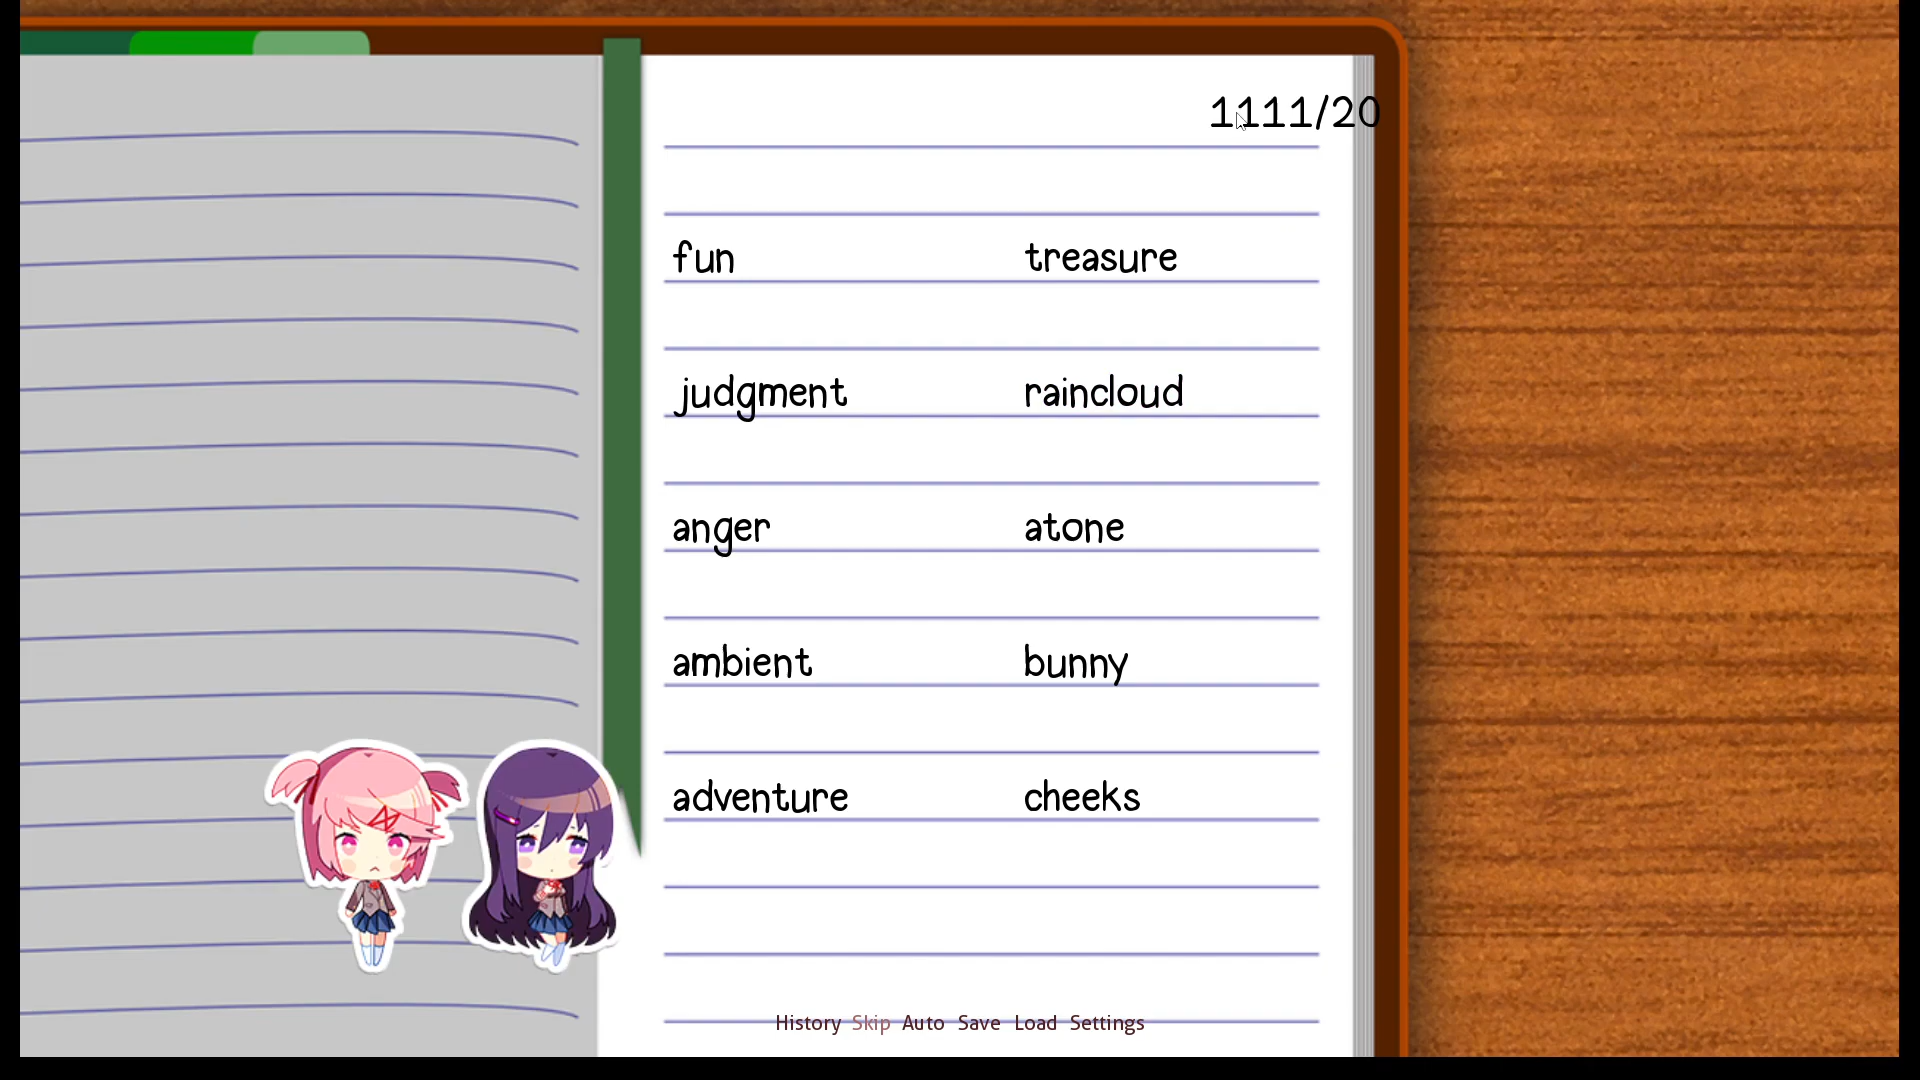 1111/20
fun treasure
judgment raincloud
anger atone
ambient bunny
adventure cheeks
History Skip Auto Save Load Settings